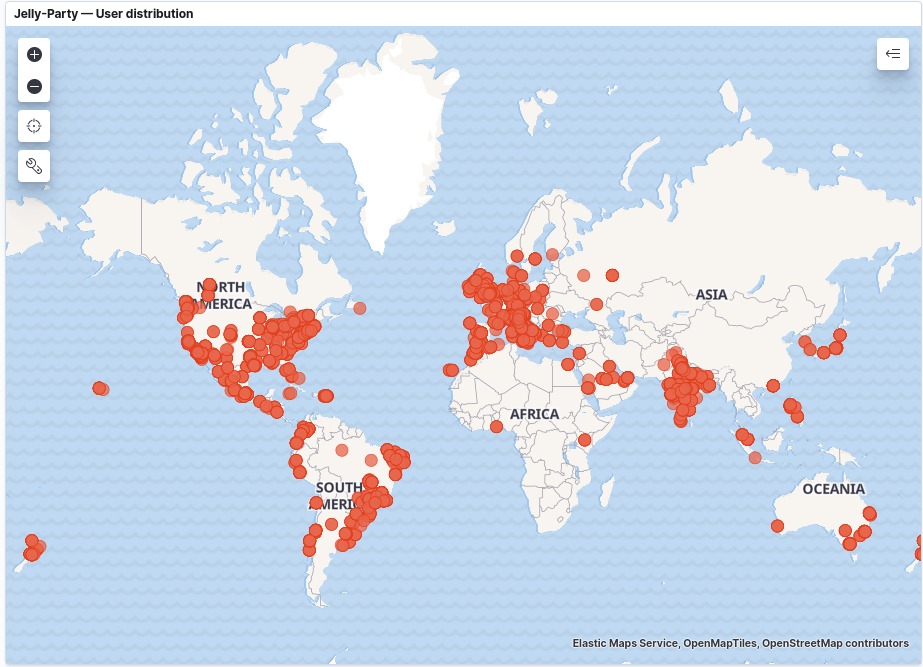 Jelly-Party — User distribution
NORTH
AMERICA
ASIA
AFRICA
SOUTH
AMERICA
OCEANIA
Elastic Maps Service, OpenMapTiles, OpenStreetMap contributors